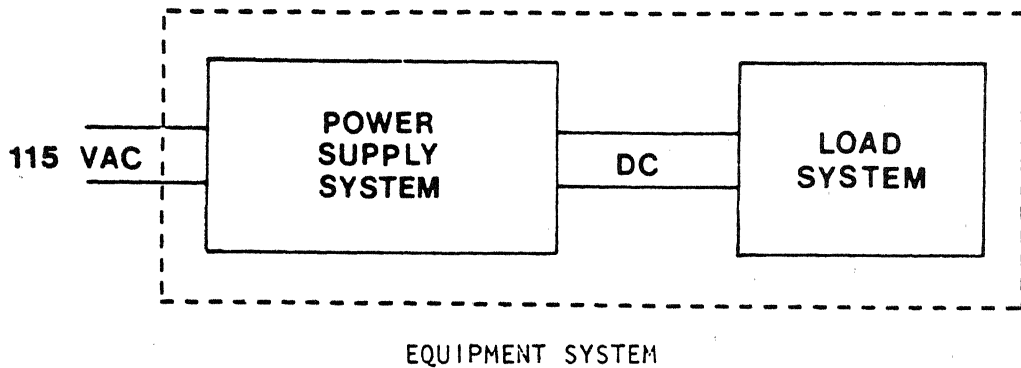 115 VAC
POWER
SUPPLY
SYSTEM
DC
LOAD
SYSTEM
EQUIPMENT SYSTEM